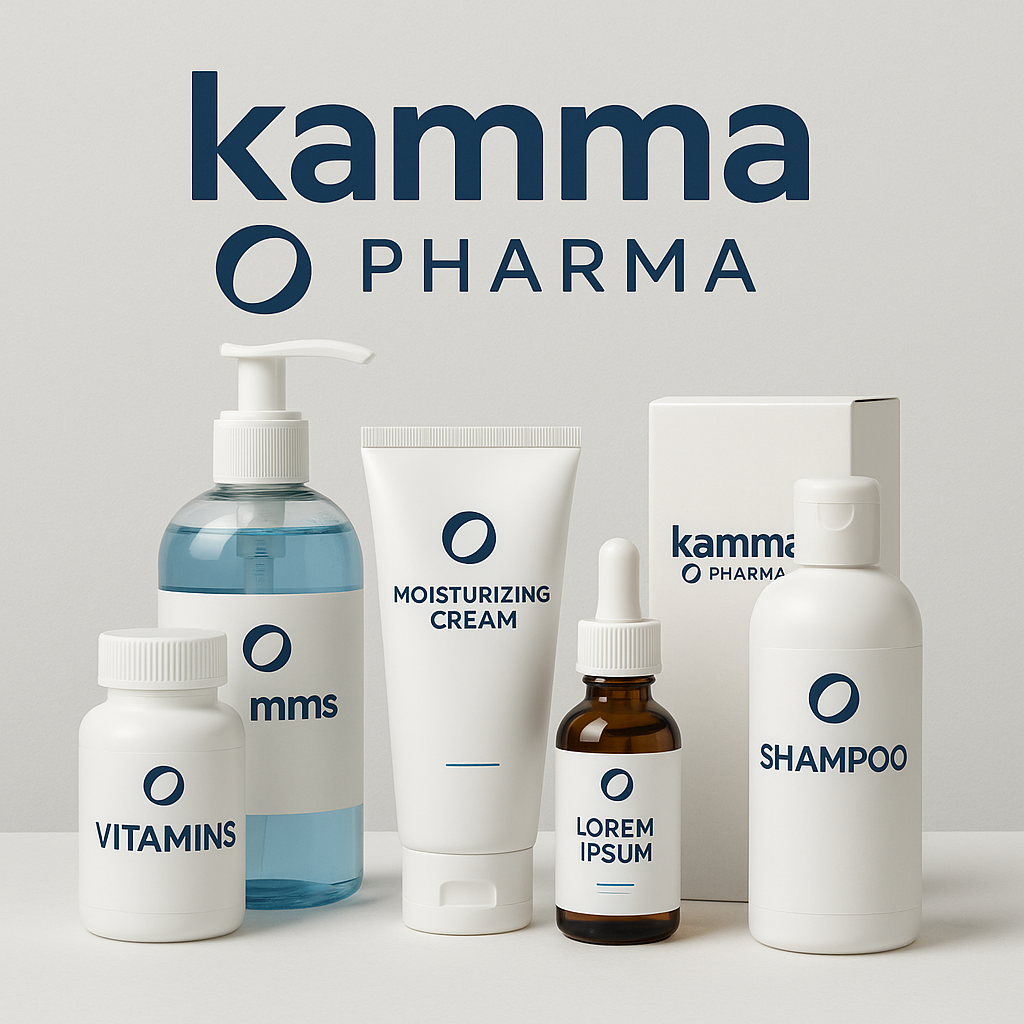 kamma
PHARMA
mms
MOISTURIZING
CREAM
kamma
PHARMA
VITAMINS
LOREM
IPSUM
SHAMPOO